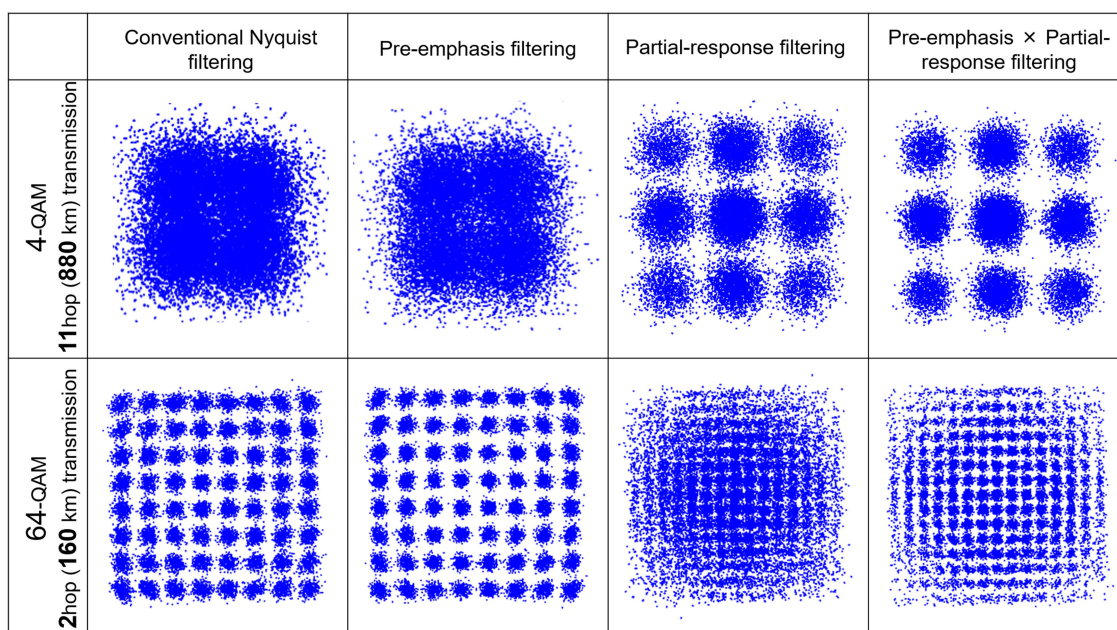 Conventional Nyquist
filtering
Pre-emphasis filtering
Partial-response filtering
Pre-emphasis × Partial-
response filtering
4-QAM
11hop (880 km) transmission
64-QAM
2hop (160 km) transmission